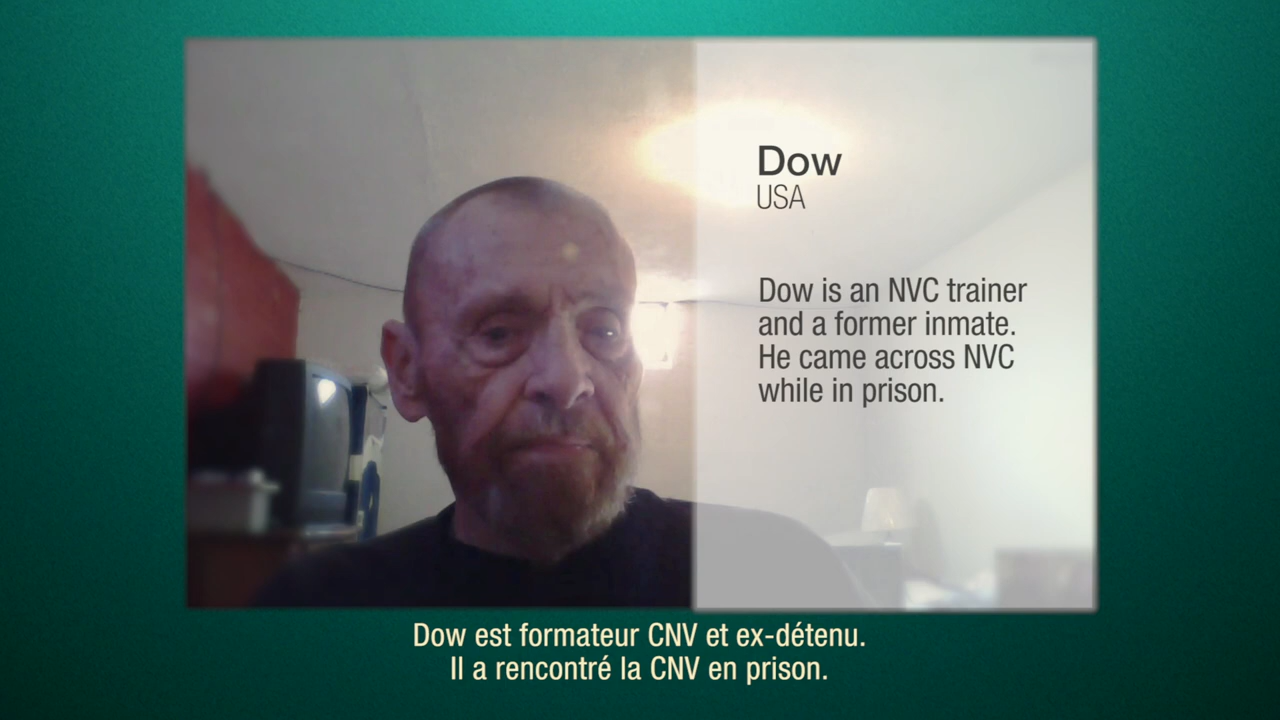 Dow
USA
Dow is an NVC trainer
and a former inmate.
He came across NVC
while in prison.
Dow est formateur CNV et ex-détenu.
Il a rencontré la CNV en prison.